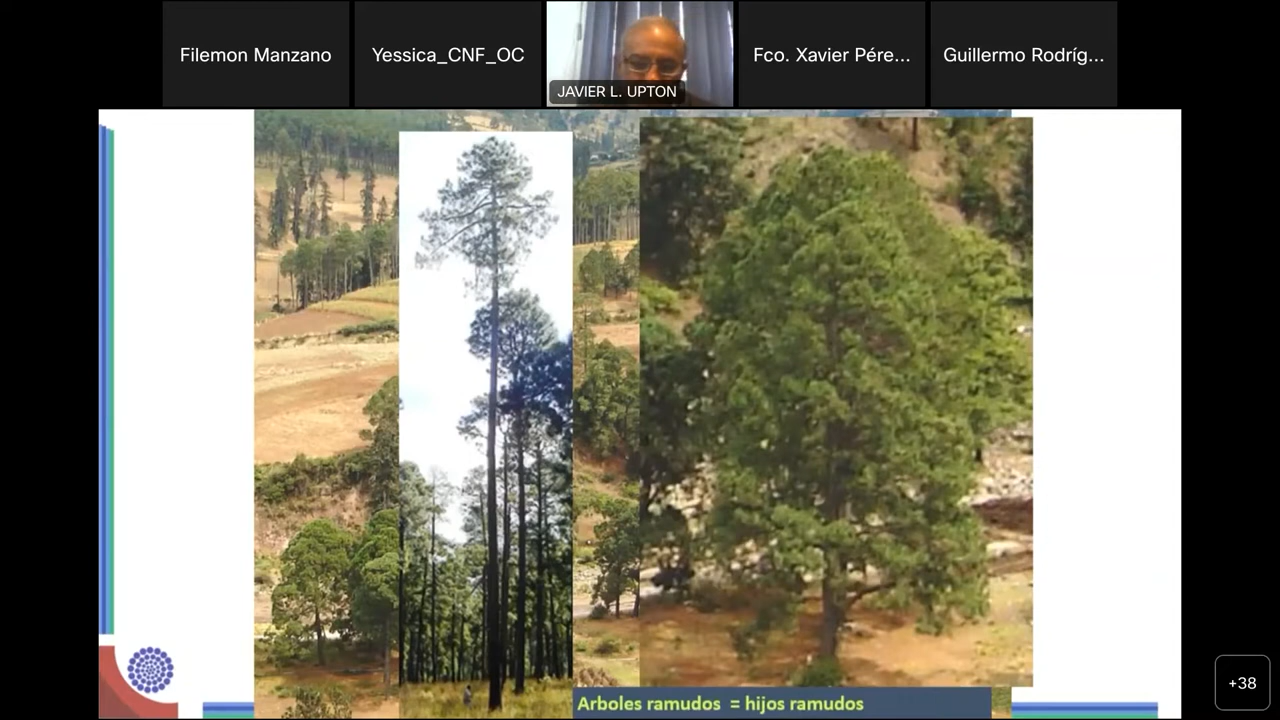 Filemon Manzano
Yessica_CNF_OC
JAVIER L. UPTON
Fco. Xavier Pére...
Guillermo Rodríg...
Arboles ramudos = hijos ramudos
+38